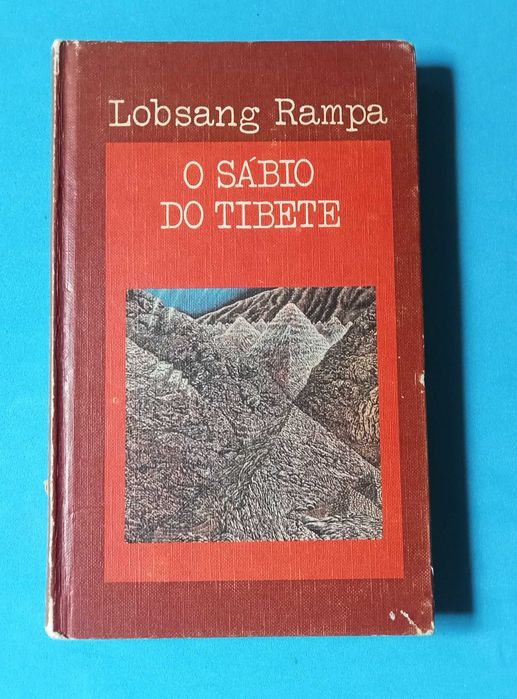 Lobsang Rampa
O SÁBIO
DO TIBETE